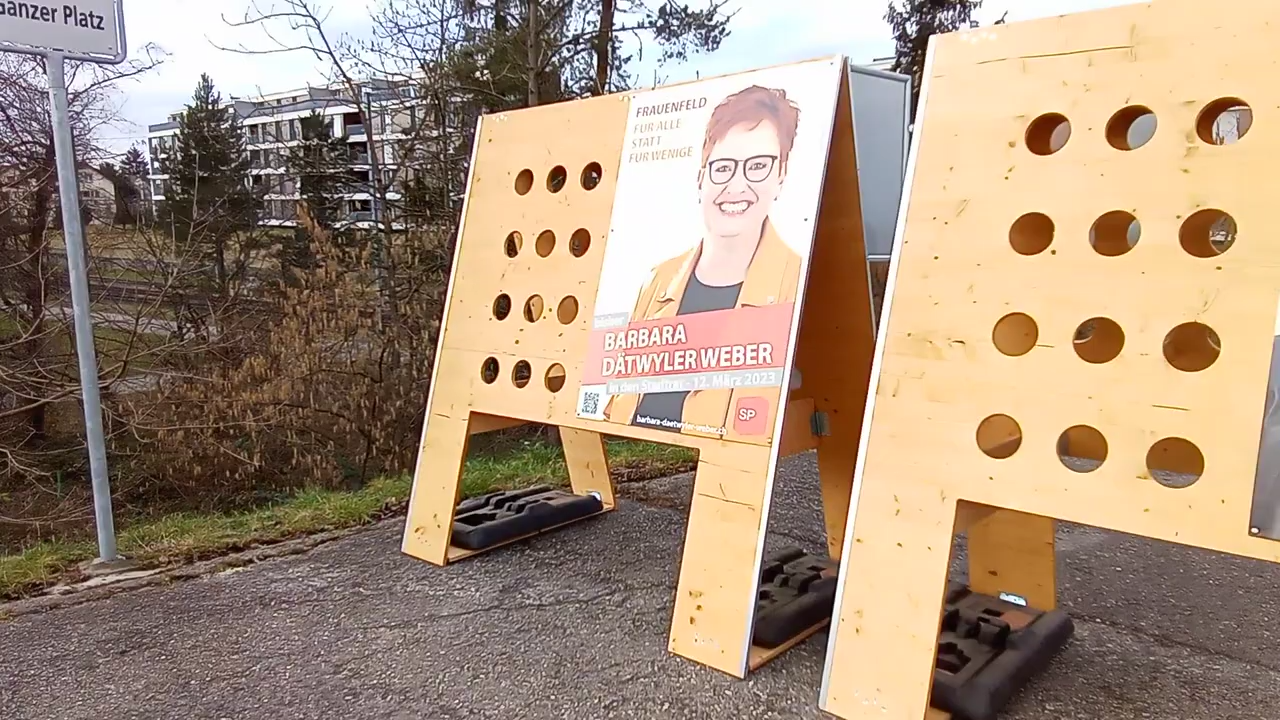 Ganzer Platz
FRAUENFELD
FÜR ALLE
STATT
FÜR WENIGE
BARBARA
DÄTWYLER WEBER
in den Stadtrat - 12. März 2023
SP
barbara-daetwyler-weber.ch